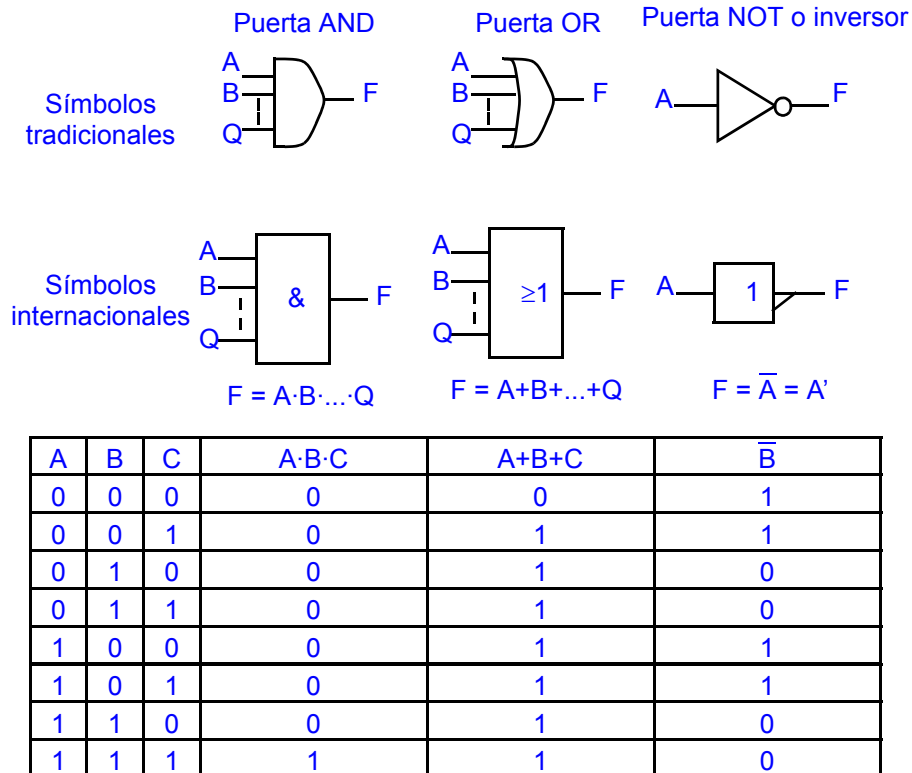 Puerta AND
Puerta OR
Puerta NOT o inversor
Símbolos
tradicionales
A
B
Q
F
A
B
Q
F
A
F
Símbolos
internacionales
A
B
Q
&
F
A
B
Q
≥1
F
A
1
F
F = A·B·...·Q
F = A+B+...+Q
F = A̅ = A’
A B C A·B·C A+B+C B̅
0 0 0 0 0 1
0 0 1 0 1 1
0 1 0 0 1 0
0 1 1 0 1 0
1 0 0 0 1 1
1 0 1 0 1 1
1 1 0 0 1 0
1 1 1 1 1 0